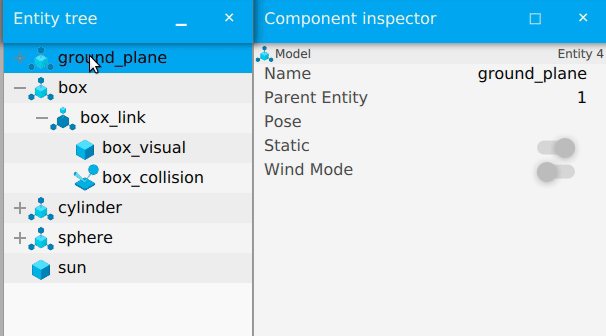 Entity tree
ground_plane
box
box_link
box_visual
box_collision
cylinder
sphere
sun
Component inspector
Model Entity 4
Name ground_plane
Parent Entity 1
Pose
Static
Wind Mode